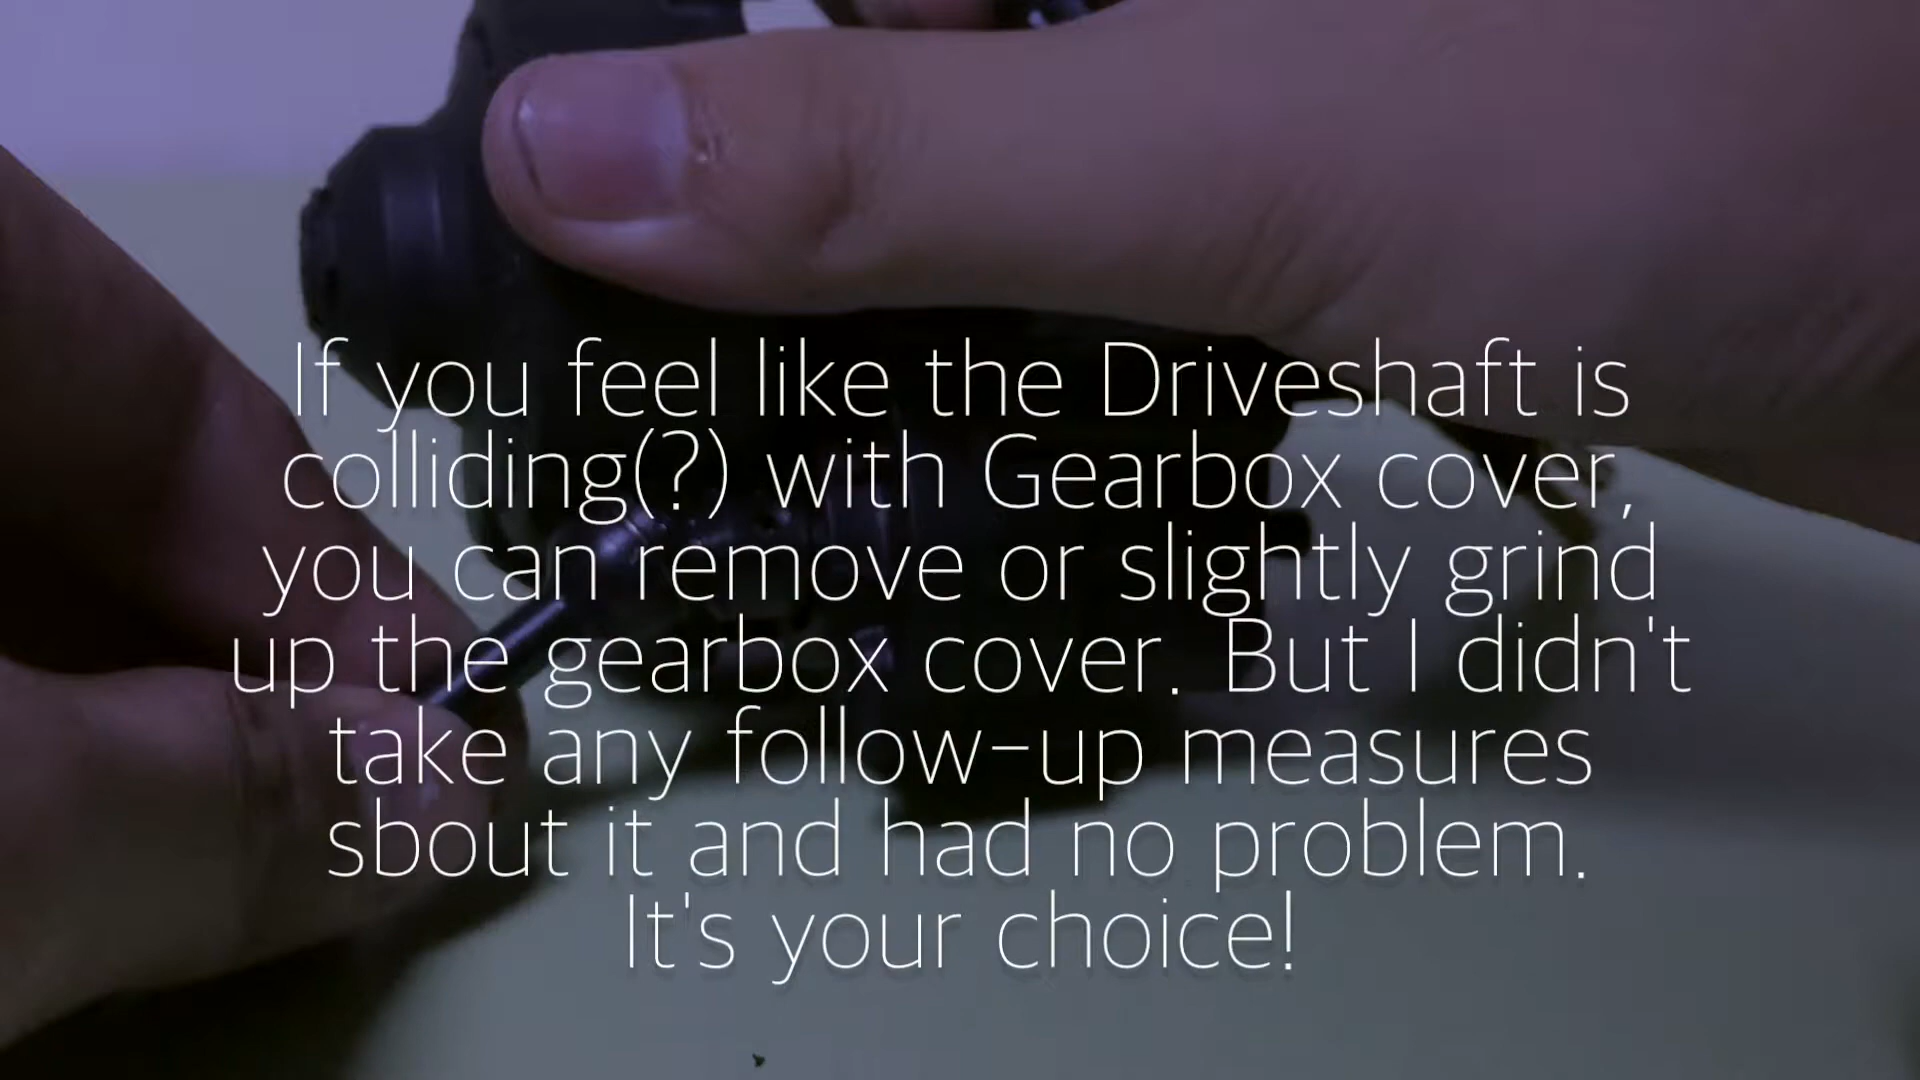 If you feel like the Driveshaft is
colliding(?) with Gearbox cover,
you can remove or slightly grind
up the gearbox cover. But I didn't
take any follow-up measures
sbout it and had no problem.
It's your choice!